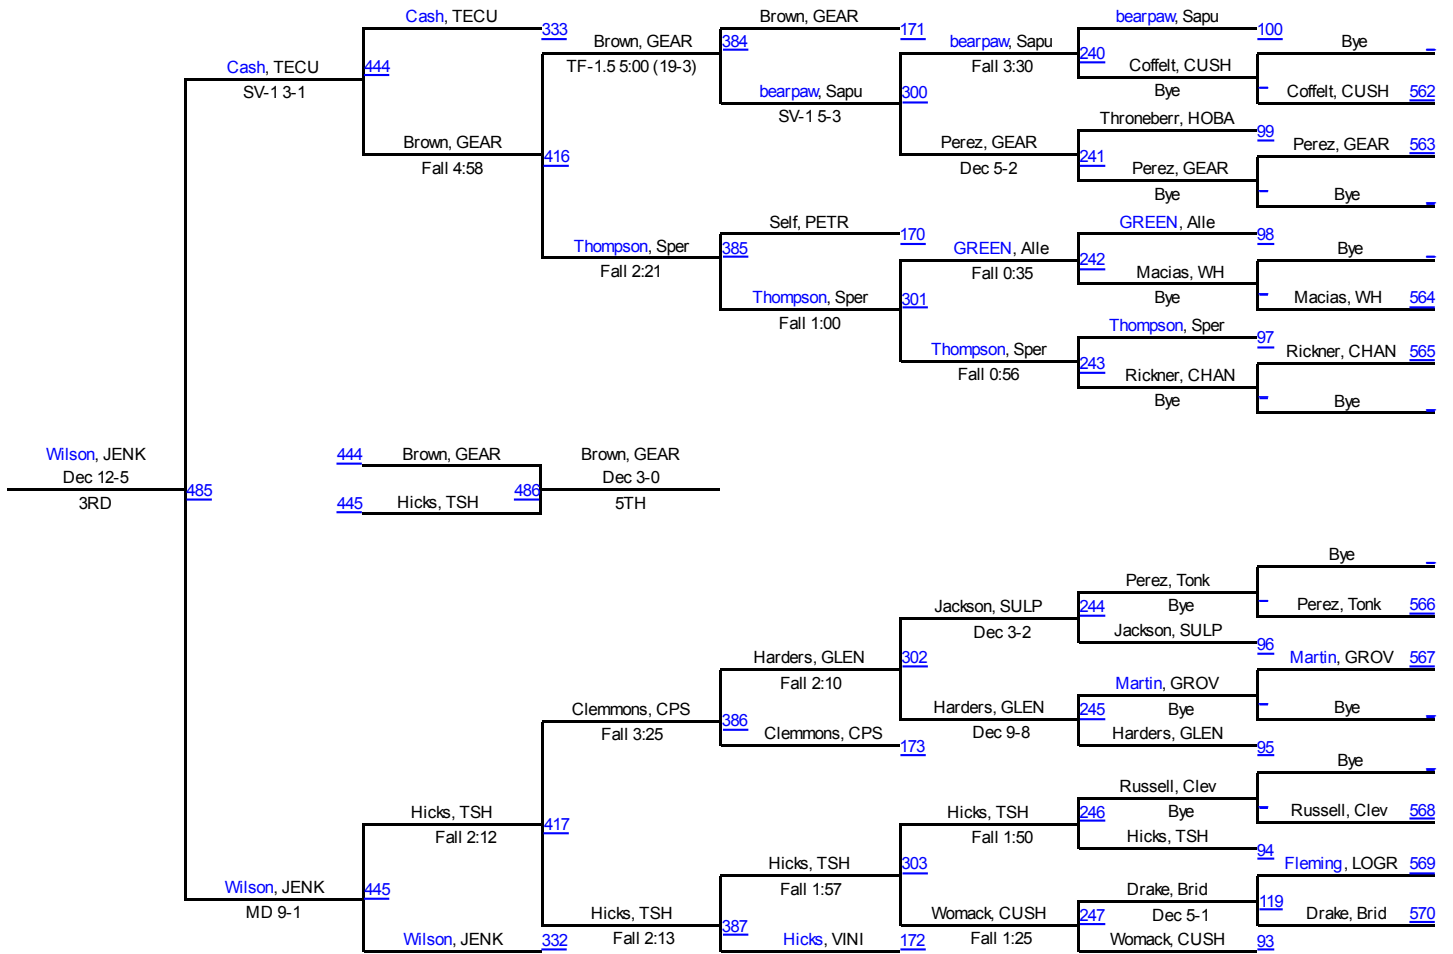 Cash, TECU
333
Brown, GEAR
384
Brown, GEAR
171
bearpaw, Sapu
100
Bye
Cash, TECU
444
TF-1.5 5:00 (19-3)
bearpaw, Sapu
240
Coffelt, CUSH
SV-1 3-1
Fall 3:30
Bye
Coffelt, CUSH 562
bearpaw, Sapu
300
SV-1 5-3
Throneberr, HOBA
99
Brown, GEAR
416
Perez, GEAR
241
Perez, GEAR 563
Fall 4:58
Dec 5-2
Perez, GEAR
Bye
Bye
Self, PETR
170
GREEN, Alle
98
Thompson, Sper
385
GREEN, Alle
242
Bye
Fall 2:21
Fall 0:35
Macias, WH
Bye
Macias, WH 564
Thompson, Sper
301
Fall 1:00
Thompson, Sper
97
Thompson, Sper
243
Rickner, CHAN 565
Fall 0:56
Rickner, CHAN
Bye
Bye
Wilson, JENK
444
Brown, GEAR
Brown, GEAR
Dec 12-5
485
486
Dec 3-0
3RD
445
Hicks, TSH
5TH
Bye
Perez, Tonk
Jackson, SULP
244
Bye
Perez, Tonk 566
Dec 3-2
Jackson, SULP
96
Harders, GLEN
302
Martin, GROV 567
Fall 2:10
Martin, GROV
Clemmons, CPS
386
Harders, GLEN
245
Bye
Bye
Fall 3:25
Clemmons, CPS
173
Dec 9-8
Harders, GLEN
95
Bye
Russell, Clev
Hicks, TSH
417
Hicks, TSH
246
Bye
Russell, Clev 568
Fall 2:12
Fall 1:50
Hicks, TSH
94
Hicks, TSH
303
Fleming, LOGR 569
Wilson, JENK
445
Fall 1:57
Drake, Brid
119
MD 9-1
Hicks, TSH
387
Womack, CUSH
247
Dec 5-1
Drake, Brid 570
Wilson, JENK
332
Fall 2:13
Hicks, VINI
172
Fall 1:25
Womack, CUSH
93